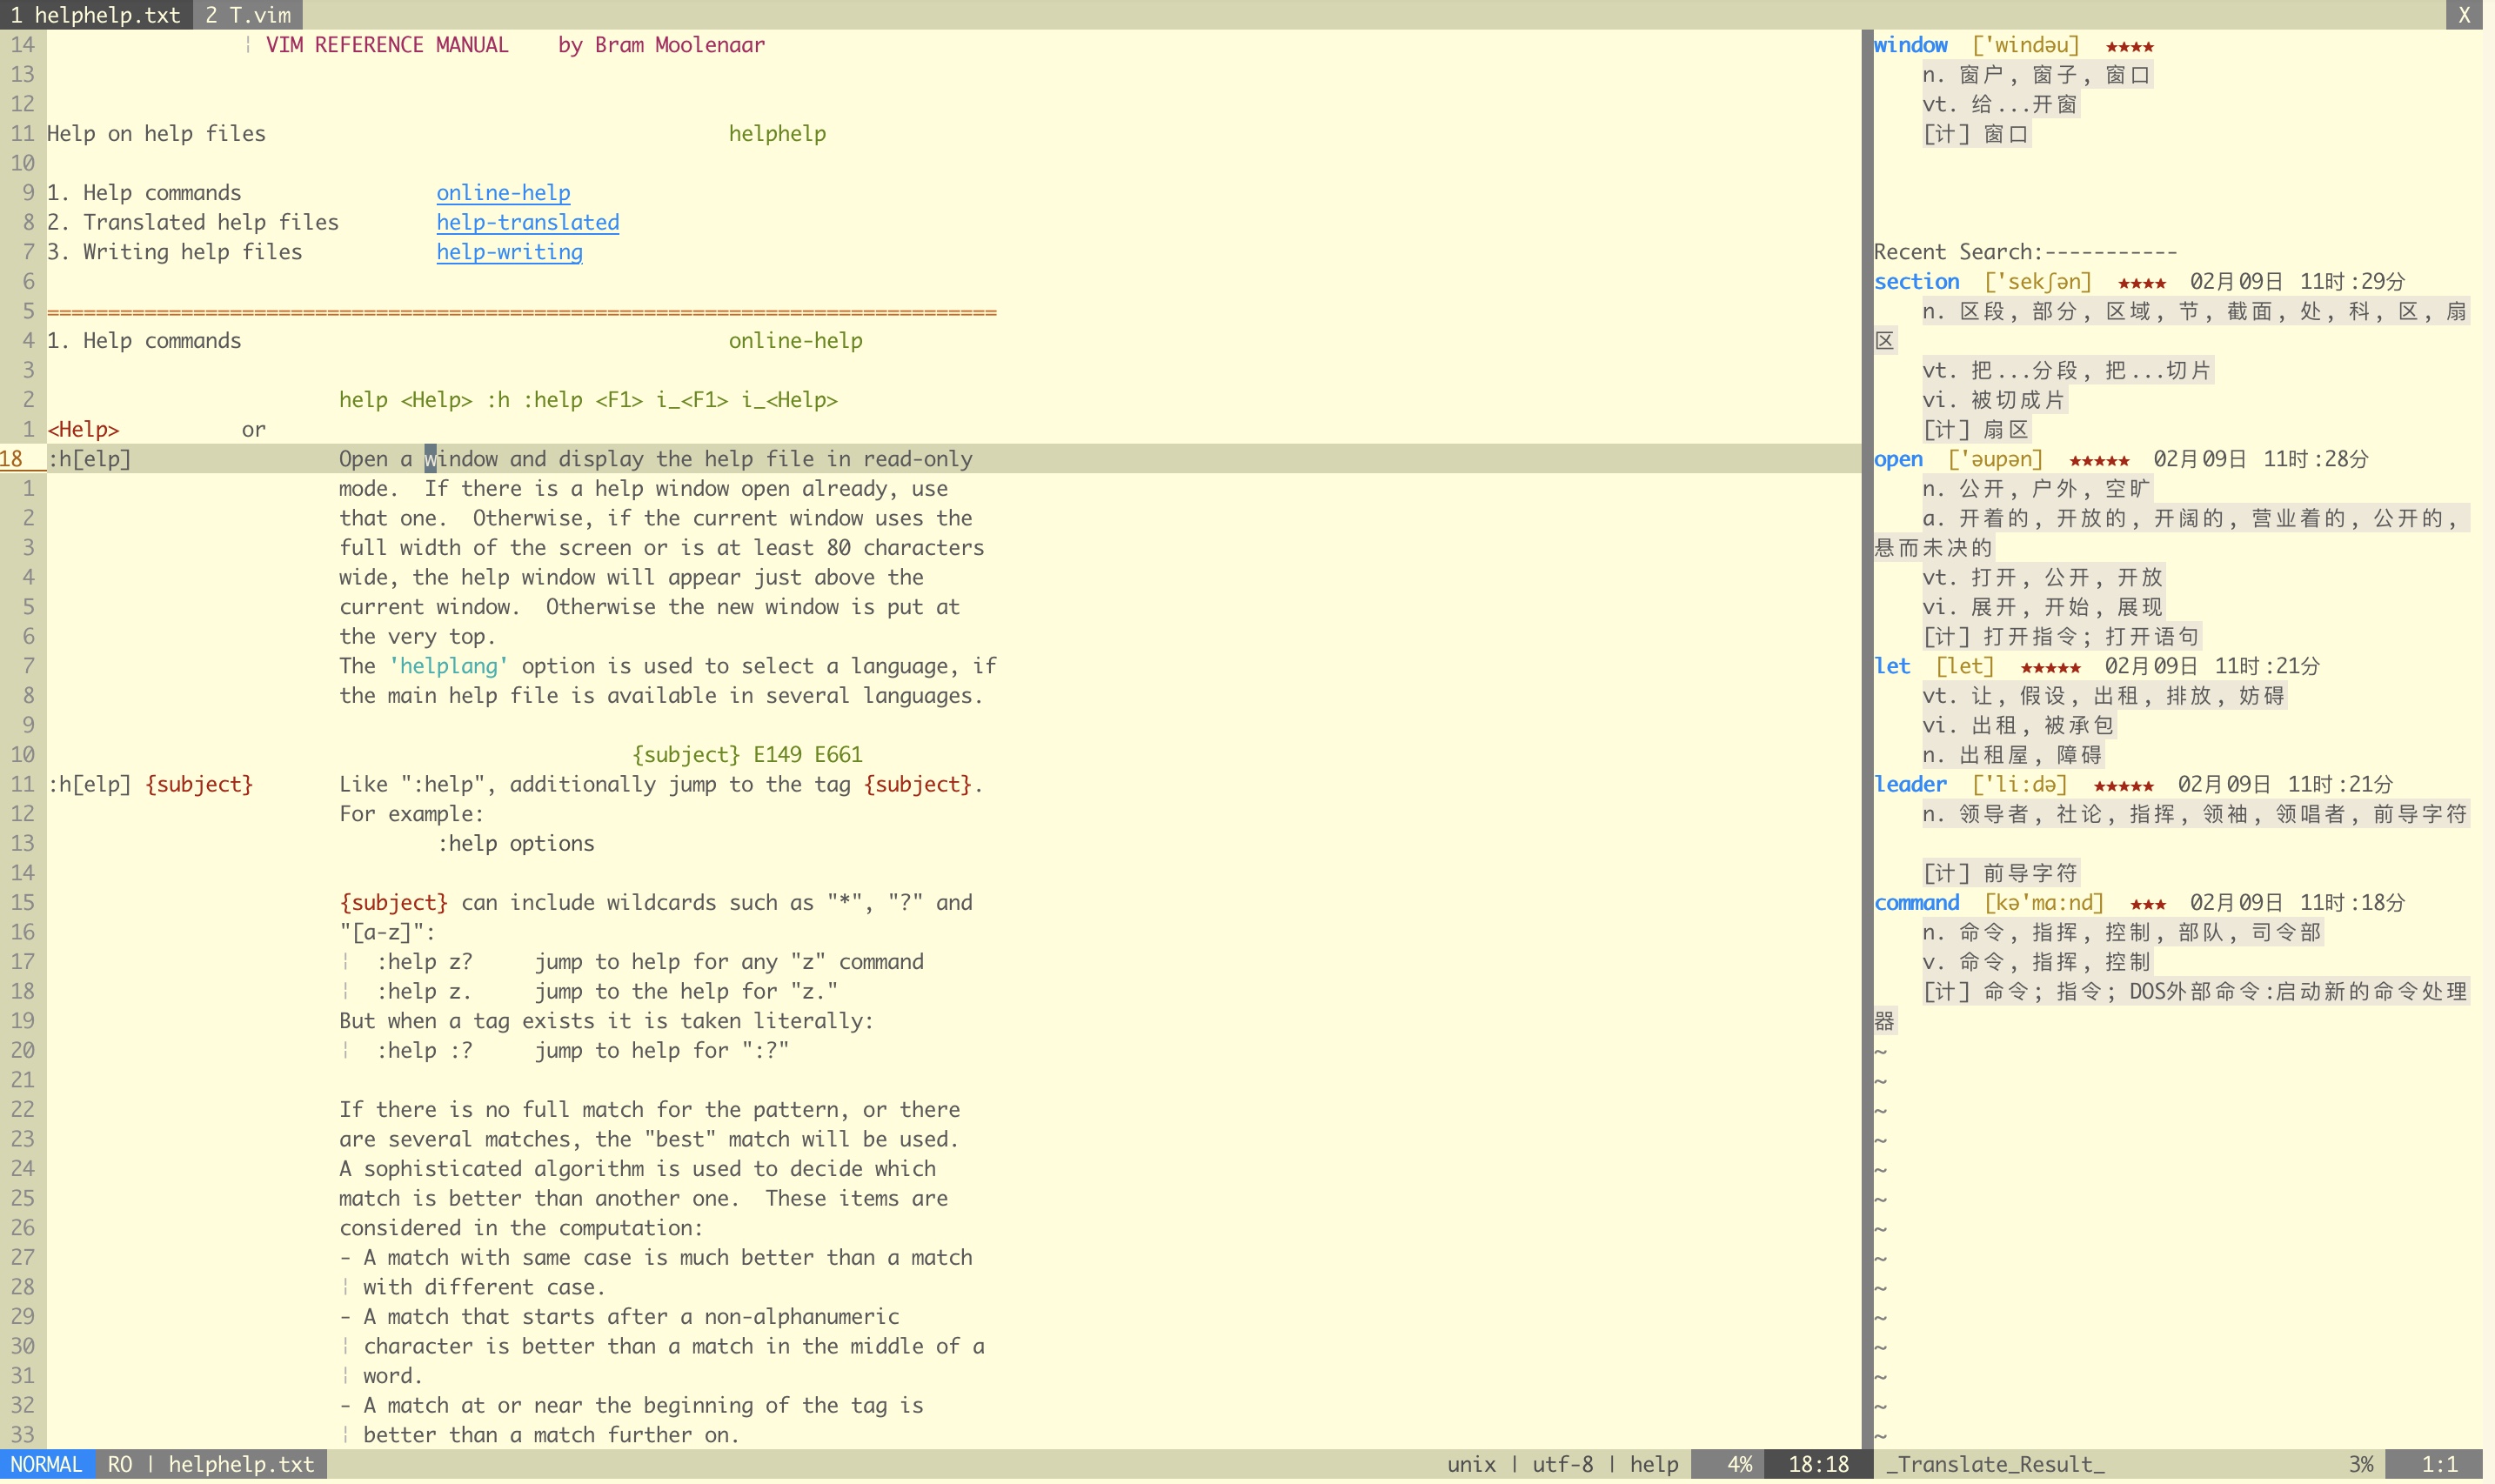 1 helphelp.txt 2 T.vim X
14 ¦ VIM REFERENCE MANUAL    by Bram Moolenaar
13
12
11 Help on help files helphelp
10
9 1. Help commands online-help
8 2. Translated help files help-translated
7 3. Writing help files help-writing
6
5 ==============================================================================
4 1. Help commands online-help
3
2 help <Help> :h :help <F1> i_<F1> i_<Help>
1 <Help> or
18 :h[elp] Open a window and display the help file in read-only
1 mode.  If there is a help window open already, use
2 that one.  Otherwise, if the current window uses the
3 full width of the screen or is at least 80 characters
4 wide, the help window will appear just above the
5 current window.  Otherwise the new window is put at
6 the very top.
7 The 'helplang' option is used to select a language, if
8 the main help file is available in several languages.
9
10 {subject} E149 E661
11 :h[elp] {subject} Like ":help", additionally jump to the tag {subject}.
12 For example:
13 :help options
14
15 {subject} can include wildcards such as "*", "?" and
16 "[a-z]":
17 ¦ :help z? jump to help for any "z" command
18 ¦ :help z. jump to the help for "z."
19 But when a tag exists it is taken literally:
20 ¦ :help :? jump to help for ":?"
21
22 If there is no full match for the pattern, or there
23 are several matches, the "best" match will be used.
24 A sophisticated algorithm is used to decide which
25 match is better than another one.  These items are
26 considered in the computation:
27 - A match with same case is much better than a match
28 ¦ with different case.
29 - A match that starts after a non-alphanumeric
30 ¦ character is better than a match in the middle of a
31 ¦ word.
32 - A match at or near the beginning of the tag is
33 ¦ better than a match further on.
NORMAL RO | helphelp.txt unix | utf-8 | help 4% 18:18
window ['windəu] ★★★★
n. 窗户, 窗子, 窗口
vt. 给...开窗
[计] 窗口
Recent Search:-----------
section ['sekʃən] ★★★★ 02月09日 11时:29分
n. 区段, 部分, 区域, 节, 截面, 处, 科, 区, 扇
区
vt. 把...分段, 把...切片
vi. 被切成片
[计] 扇区
open ['əupən] ★★★★★ 02月09日 11时:28分
n. 公开, 户外, 空旷
a. 开着的, 开放的, 开阔的, 营业着的, 公开的,
悬而未决的
vt. 打开, 公开, 开放
vi. 展开, 开始, 展现
[计] 打开指令; 打开语句
let [let] ★★★★★ 02月09日 11时:21分
vt. 让, 假设, 出租, 排放, 妨碍
vi. 出租, 被承包
n. 出租屋, 障碍
leader ['li:də] ★★★★★ 02月09日 11时:21分
n. 领导者, 社论, 指挥, 领袖, 领唱者, 前导字符
[计] 前导字符
command [kə'ma:nd] ★★★ 02月09日 11时:18分
n. 命令, 指挥, 控制, 部队, 司令部
v. 命令, 指挥, 控制
[计] 命令; 指令; DOS外部命令:启动新的命令处理
器
~
~
~
~
~
~
~
~
~
~
~
~
~
~
_Translate_Result_ 3% 1:1